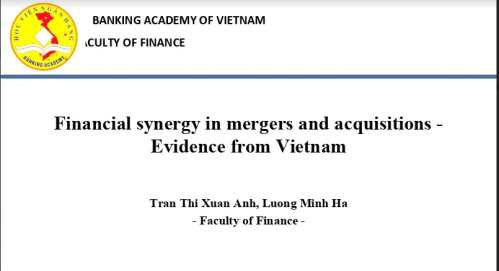 HỌC VIỆN NGÂN HÀNG
BANKING ACADEMY
BANKING ACADEMY OF VIETNAM
ACULTY OF FINANCE
Financial synergy in mergers and acquisitions -
Evidence from Vietnam
Tran Thi Xuan Anh, Luong Minh Ha
- Faculty of Finance -